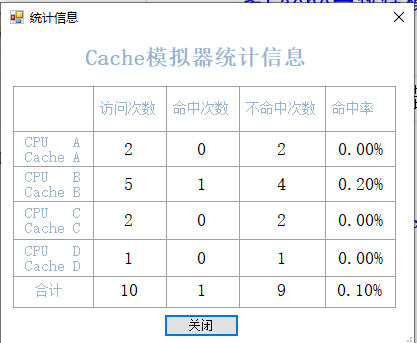 统计信息
Cache模拟器统计信息
访问次数 命中次数 不命中次数 命中率
CPU A
Cache A 2 0 2 0.00%
CPU B
Cache B 5 1 4 0.20%
CPU C
Cache C 2 0 2 0.00%
CPU D
Cache D 1 0 1 0.00%
合计 10 1 9 0.10%
关闭